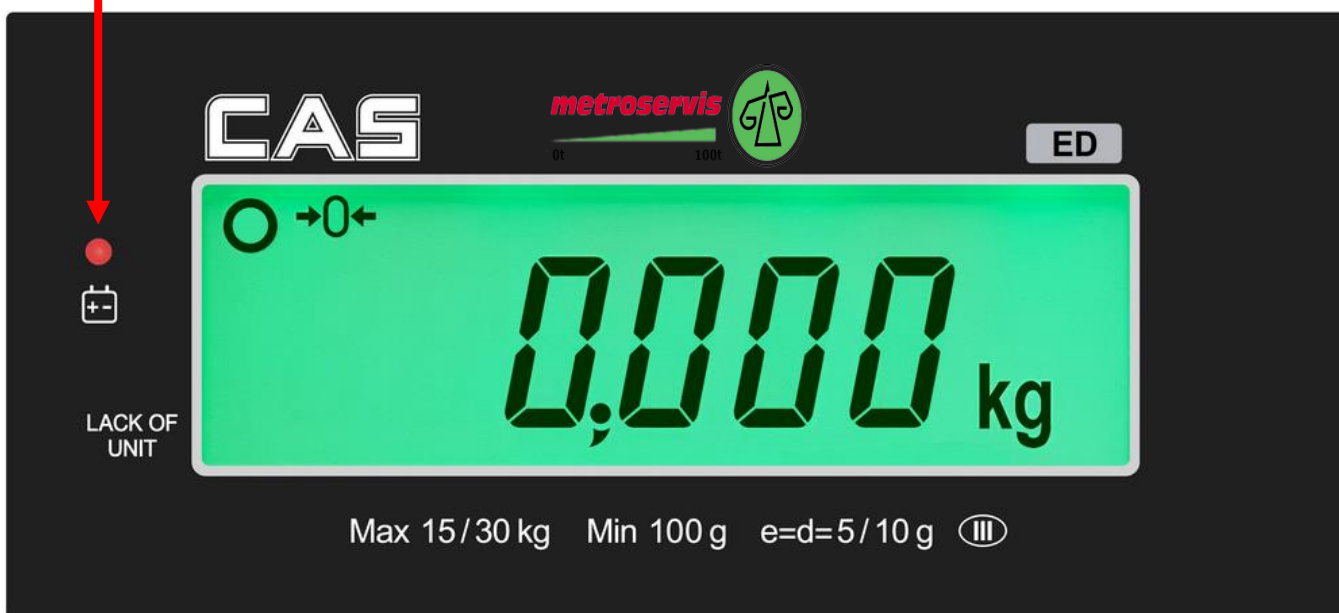 CAS
metroservis
0t 100t
ED
→0←
0,000 kg
+ -
LACK OF
UNIT
Max 15/30 kg Min 100 g e=d=5/10 g III